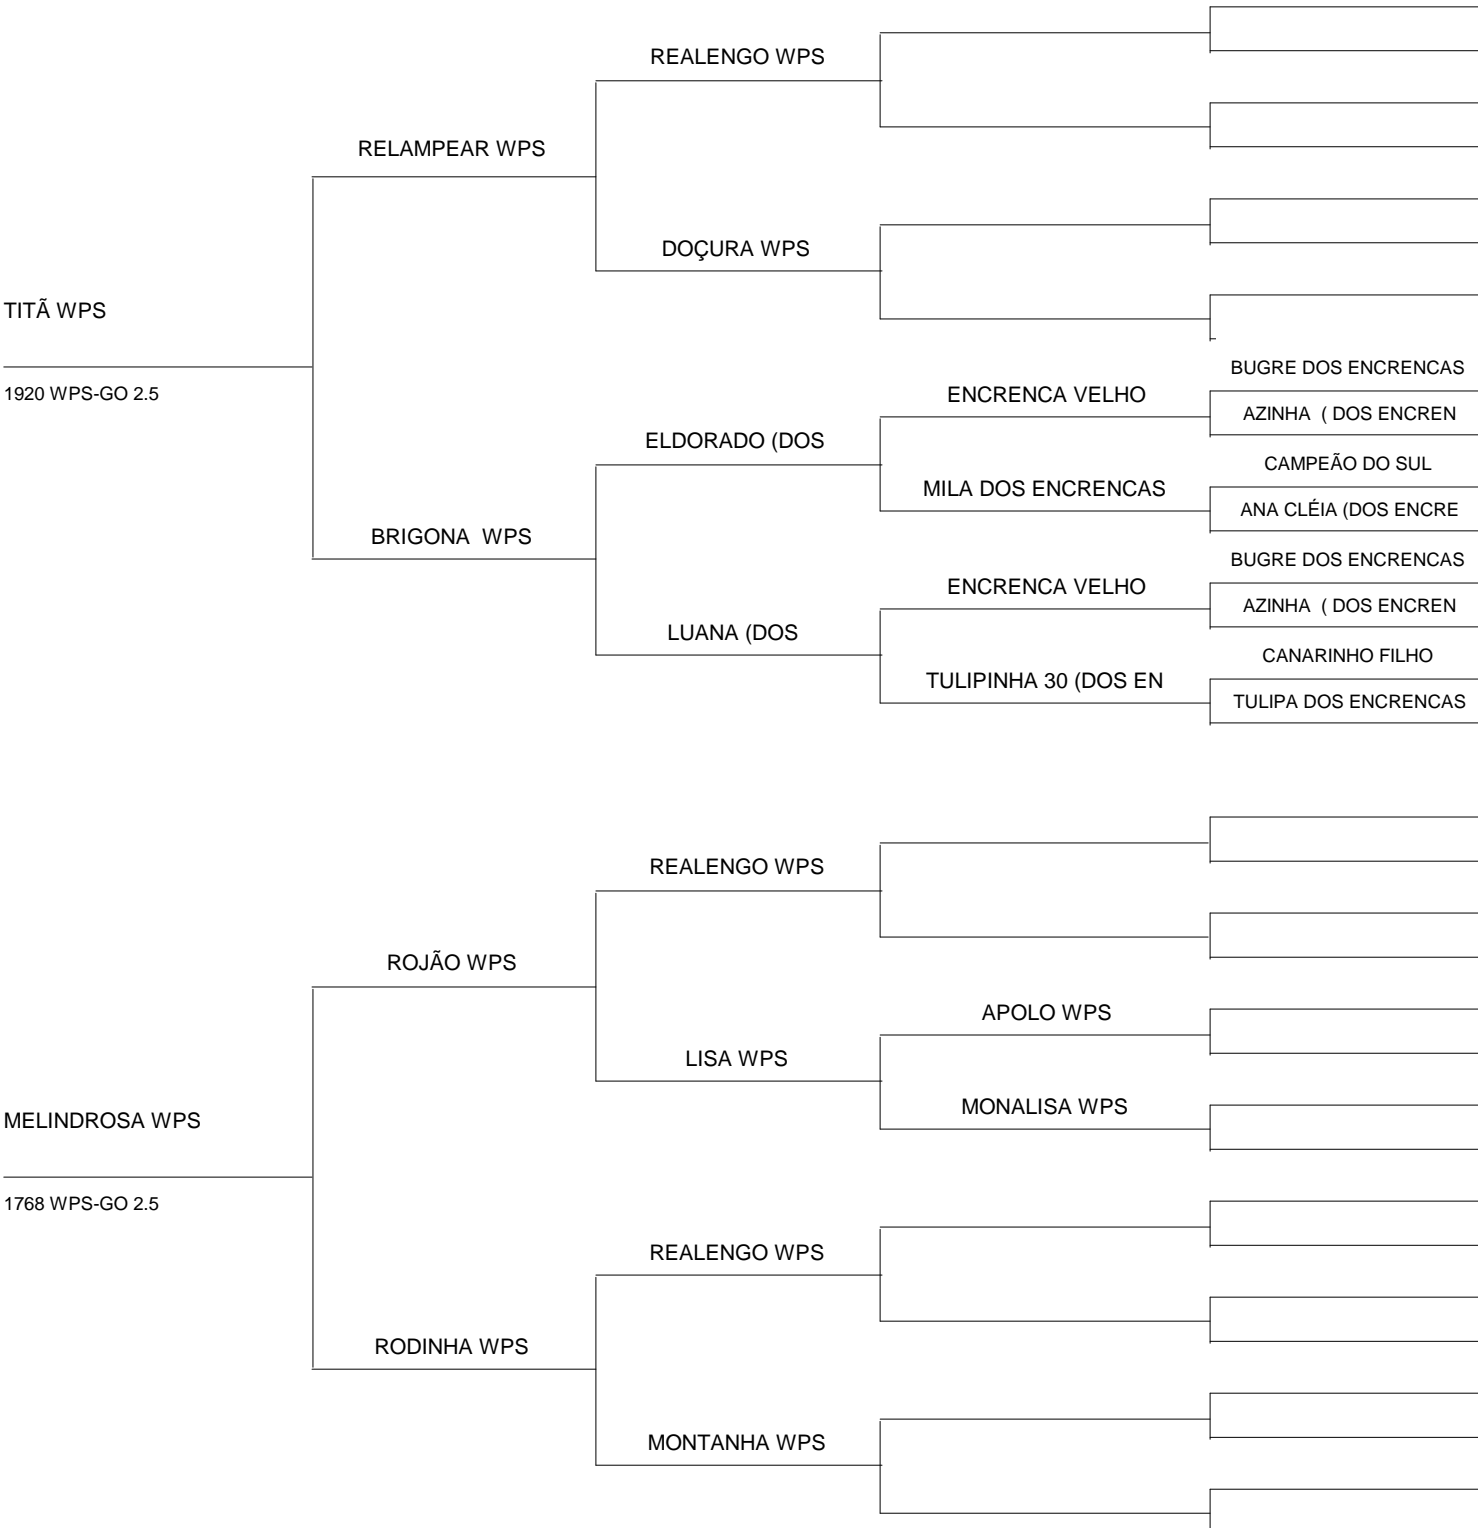 REALENGO WPS
RELAMPEAR WPS
DOÇURA WPS
TITÃ WPS
1920 WPS-GO 2.5
BUGRE DOS ENCRENCAS
ENCRENCA VELHO
AZINHA ( DOS ENCREN
ELDORADO (DOS
CAMPEÃO DO SUL
MILA DOS ENCRENCAS
ANA CLÉIA (DOS ENCRE
BRIGONA WPS
BUGRE DOS ENCRENCAS
ENCRENCA VELHO
AZINHA ( DOS ENCREN
LUANA (DOS
CANARINHO FILHO
TULIPINHA 30 (DOS EN
TULIPA DOS ENCRENCAS
REALENGO WPS
ROJÃO WPS
APOLO WPS
LISA WPS
MONALISA WPS
MELINDROSA WPS
1768 WPS-GO 2.5
REALENGO WPS
RODINHA WPS
MONTANHA WPS